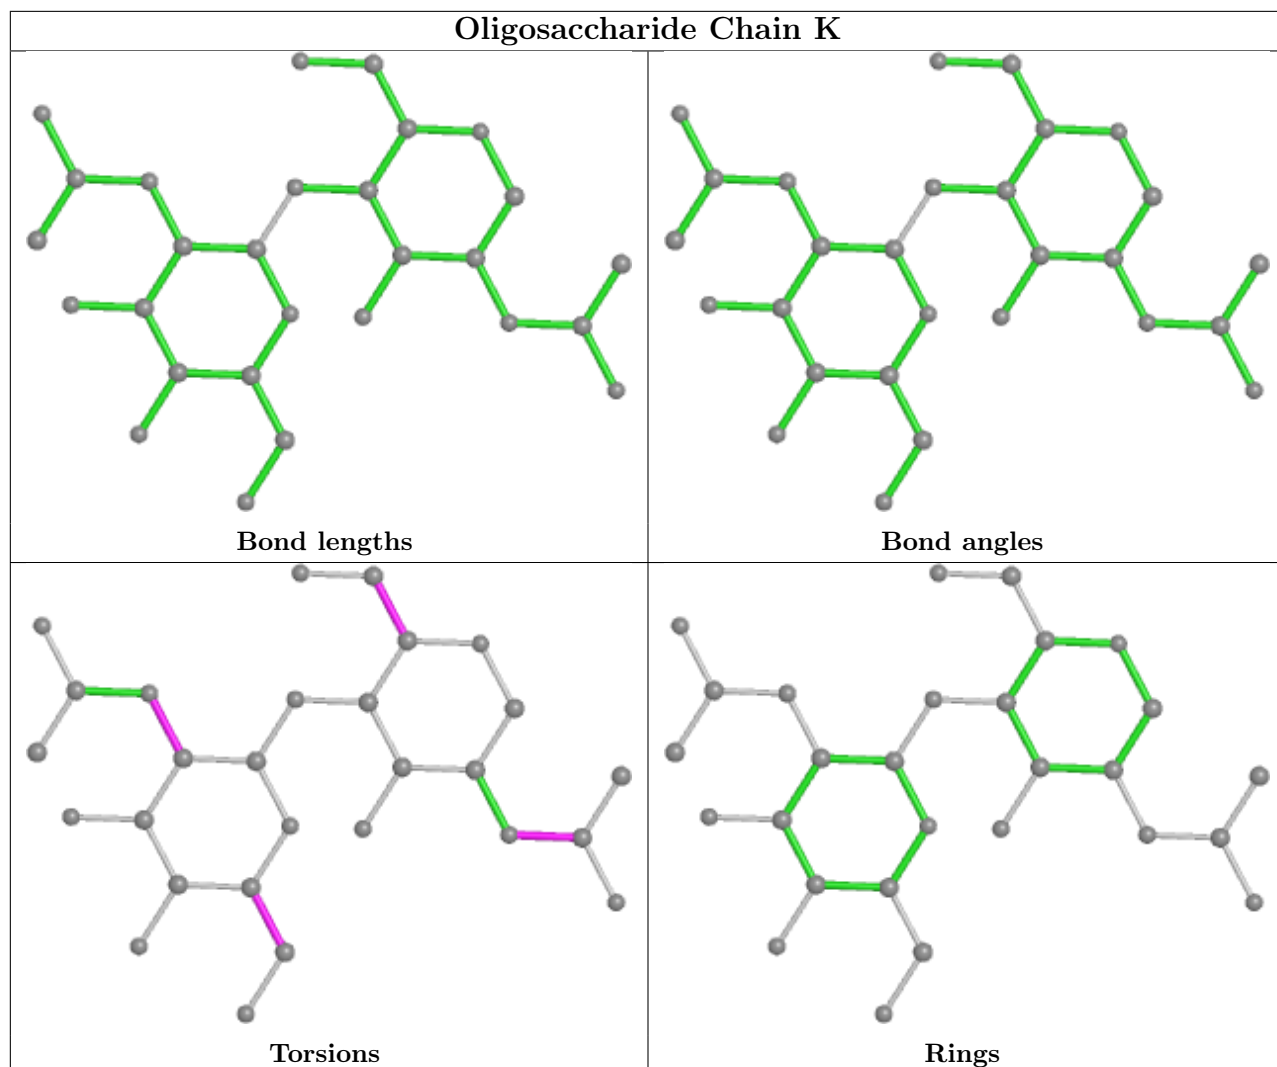 Oligosaccharide Chain K
Bond lengths
Bond angles
Torsions
Rings